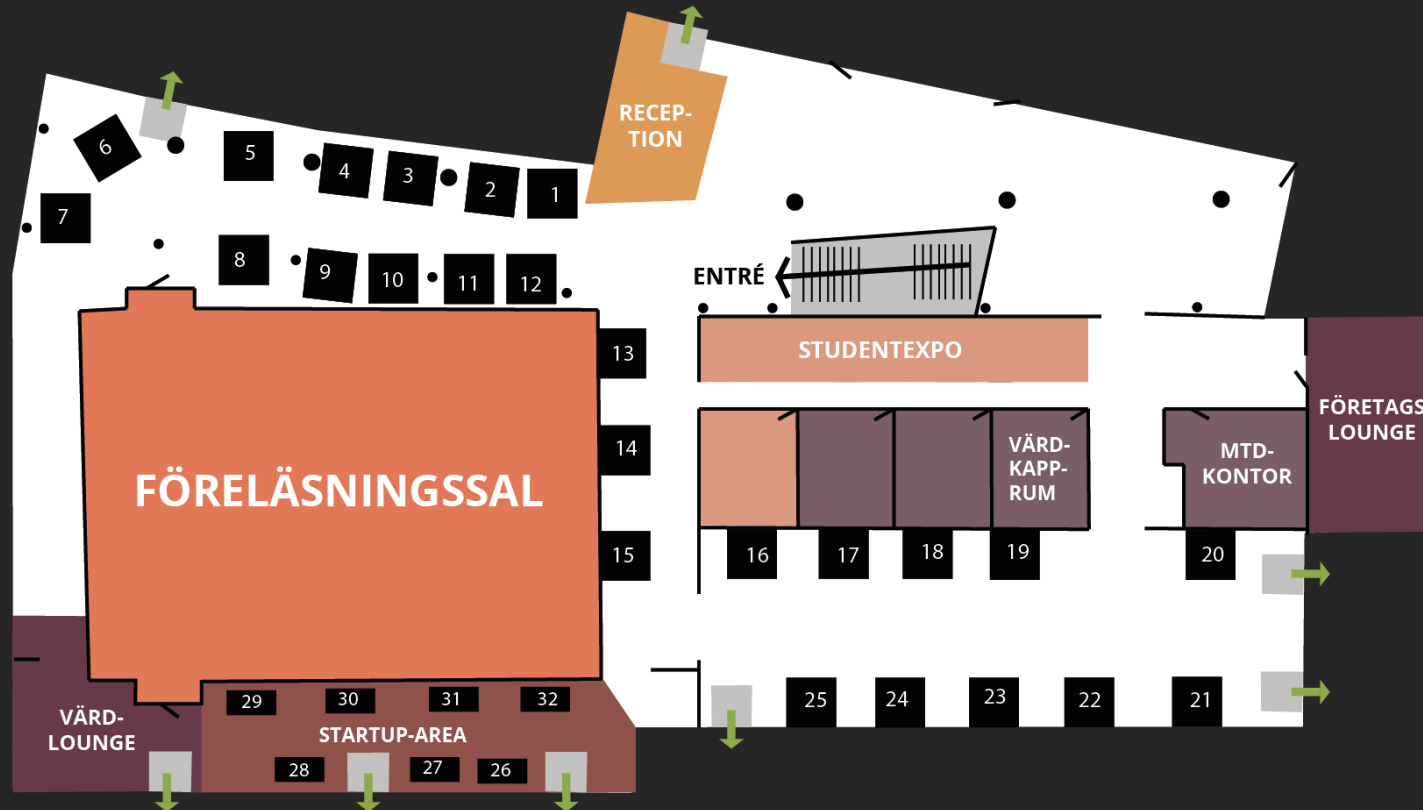 RECEP-
TION
6
5
4
3
2
1
7
8
9
10
11
12
ENTRÉ
13
STUDENTEXPO
14
FÖRELÄSNINGSSAL
15
VÄRD-
KAPP-
RUM
MTD-
KONTOR
FÖRETAGS
LOUNGE
16
17
18
19
20
25
24
23
22
21
29
30
31
32
VÄRD-
LOUNGE
STARTUP-AREA
28
27
26